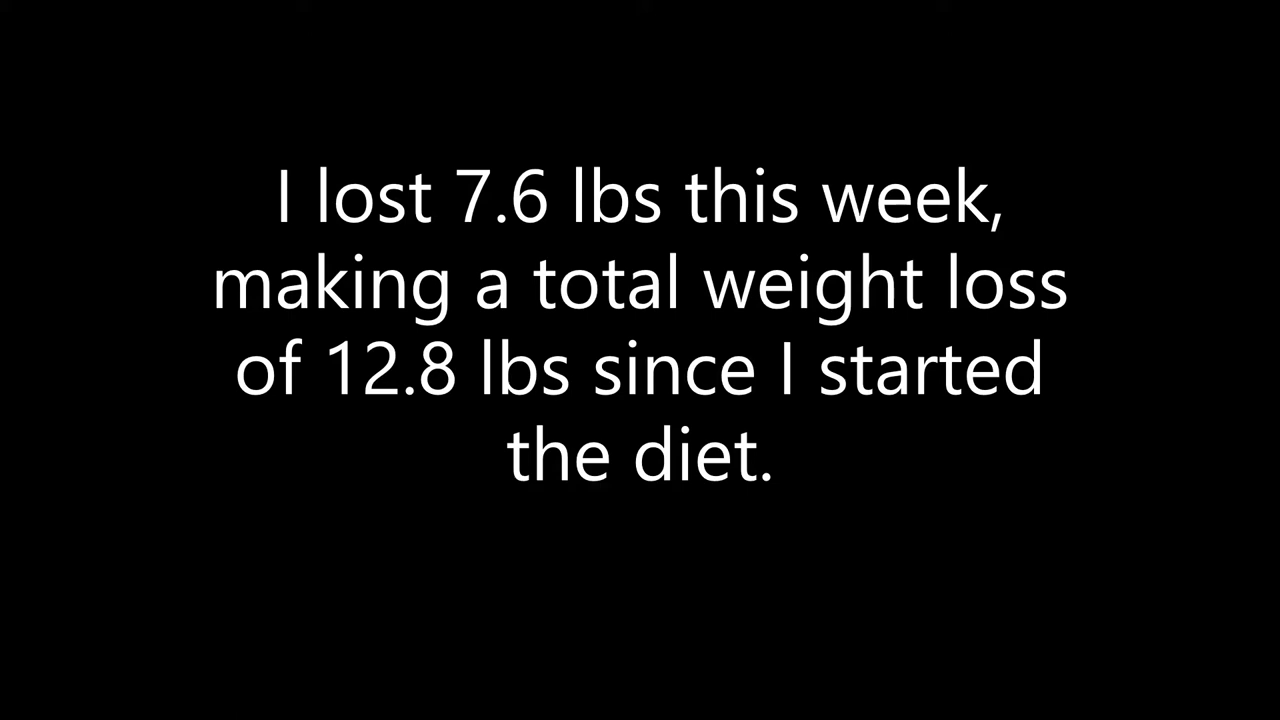 I lost 7.6 lbs this week,
making a total weight loss
of 12.8 lbs since I started
the diet.